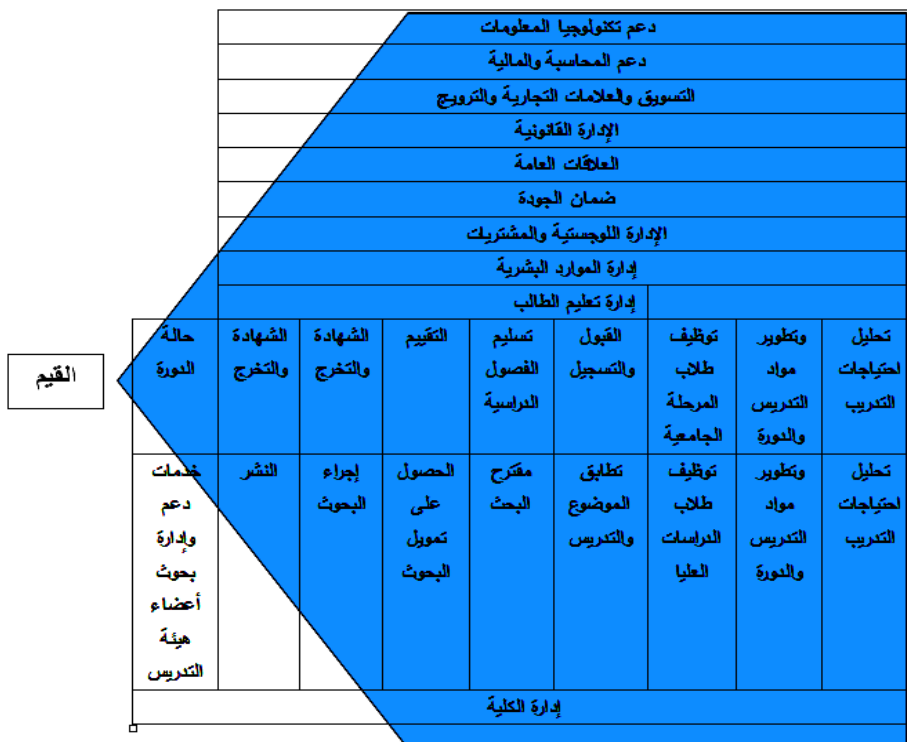 دعم تكنولوجيا المعلومات
دعم المحاسبة والمالية
التسويق والعلامات التجارية والترويج
الإدارة القانونية
العلاقات العامة
ضمان الجودة
الإدارة اللوجستية والمشتريات
إدارة الموارد البشرية
إدارة تعليم الطالب
تحليل
احتياجات
التدريب
وتطوير
مواد
التدريس
والدورة
توظيف
طلاب
المرحلة
الجامعية
القبول
والتسجيل
تسليم
الفصول
الدراسية
التقييم
الشهادة
والتخرج
الشهادة
والتخرج
حالة
الدورة
القيم
تحليل
احتياجات
التدريب
وتطوير
مواد
التدريس
والدورة
توظيف
طلاب
الدراسات
العليا
تطابق
الموضوع
والتدريس
مقترح
البحث
الحصول
على
تمويل
البحوث
إجراء
البحوث
النشر
خدمات
دعم
وإدارة
بحوث
أعضاء
هيئة
التدريس
إدارة الكلية